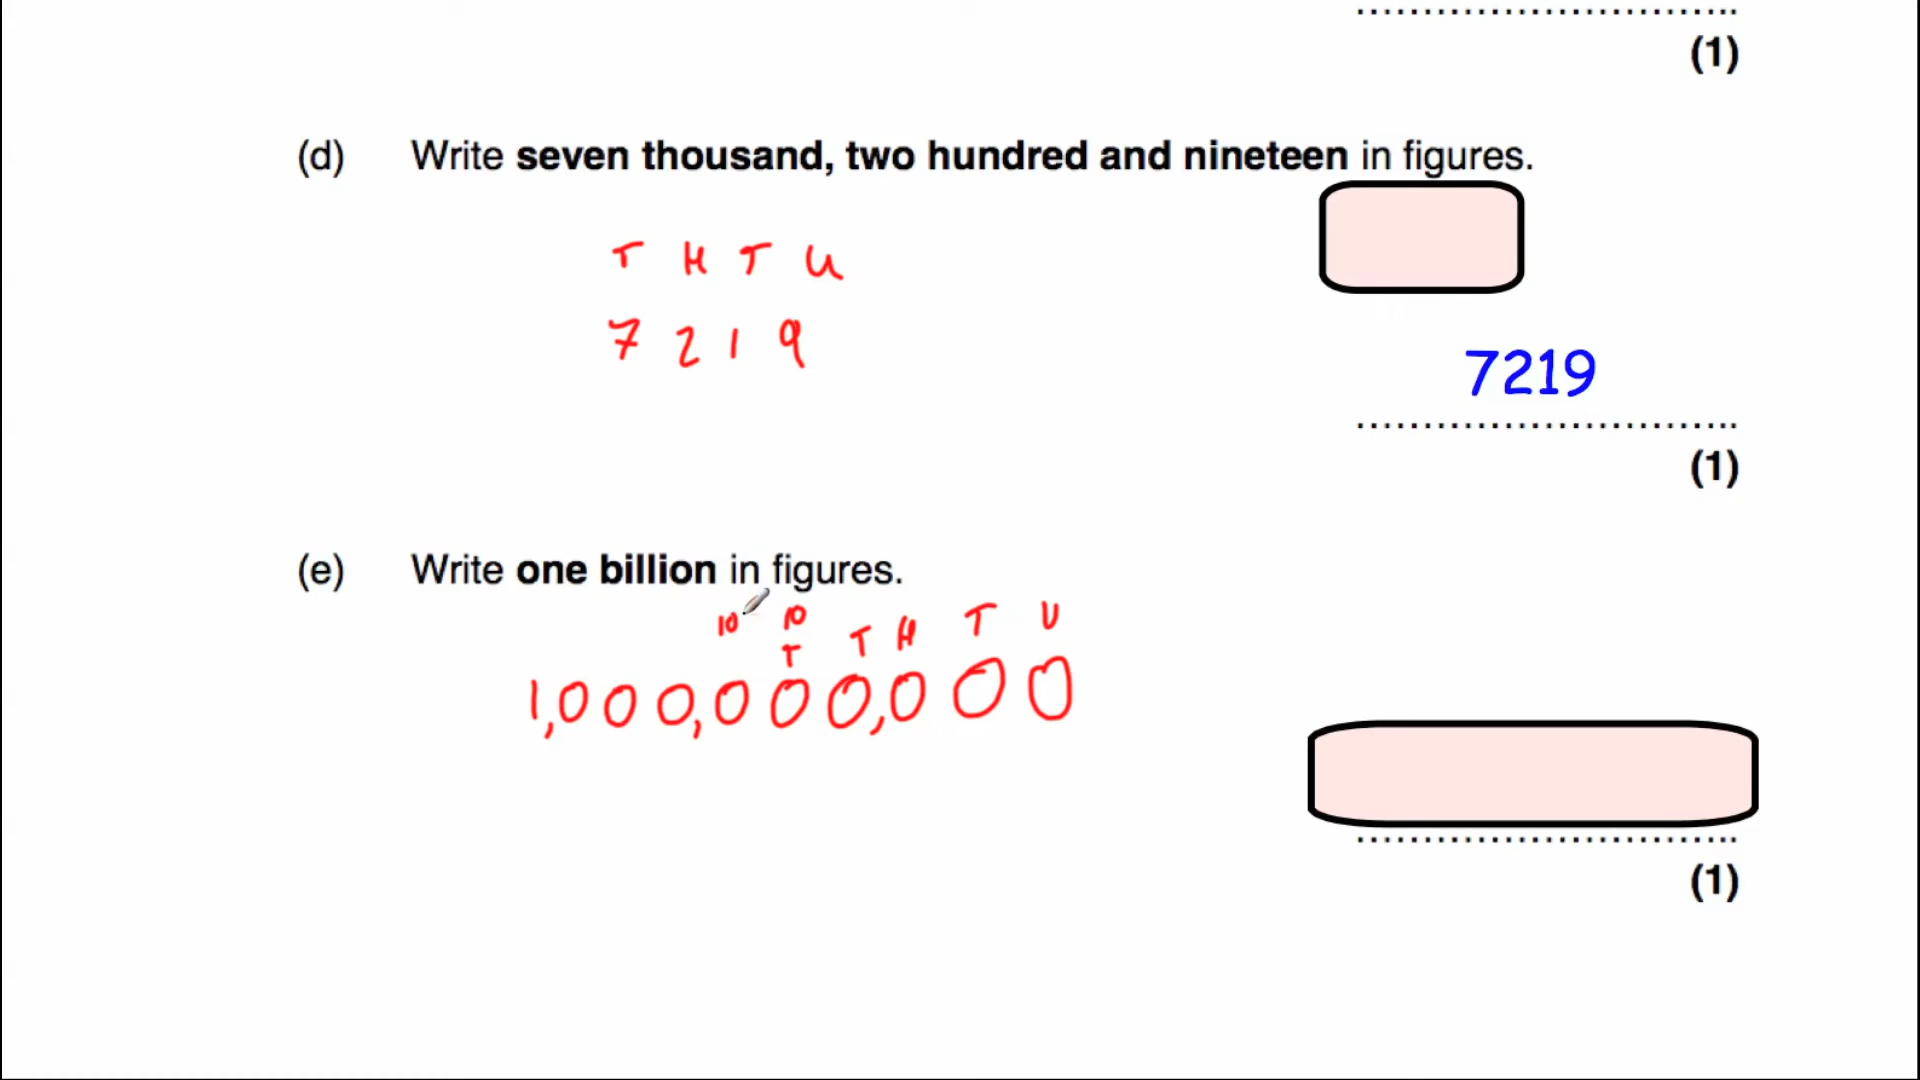 (1)
(d) Write seven thousand, two hundred and nineteen in figures.
T H T U
7 2 1 9
7219
(1)
(e) Write one billion in figures.
10 10 T H T U
T
1,000,000,000
(1)